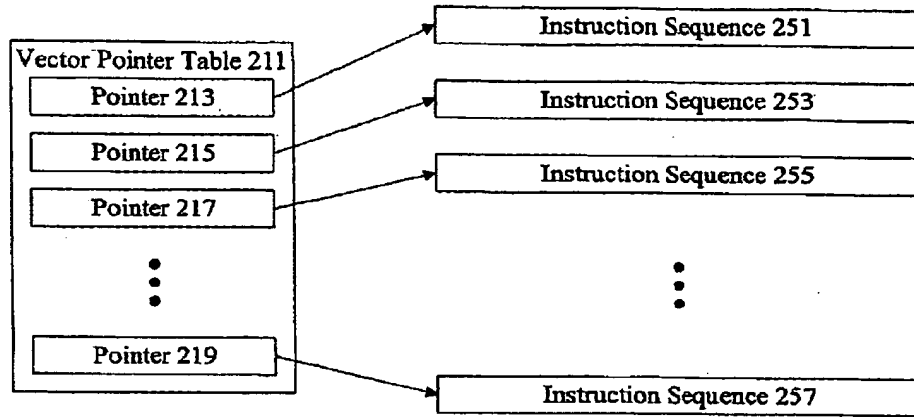 Vector Pointer Table 211
Pointer 213
Pointer 215
Pointer 217
Pointer 219
Instruction Sequence 251
Instruction Sequence 253
Instruction Sequence 255
Instruction Sequence 257